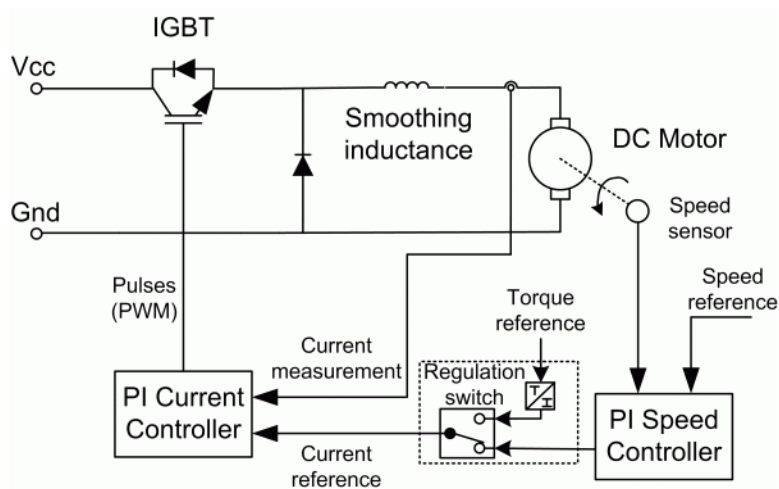 IGBT
Vcc
Smoothing
inductance
DC Motor
Gnd
Speed
sensor
Pulses
(PWM)
Torque
reference
Speed
reference
Current
measurement
Regulation
switch
T
I
PI Current
Controller
Current
reference
PI Speed
Controller